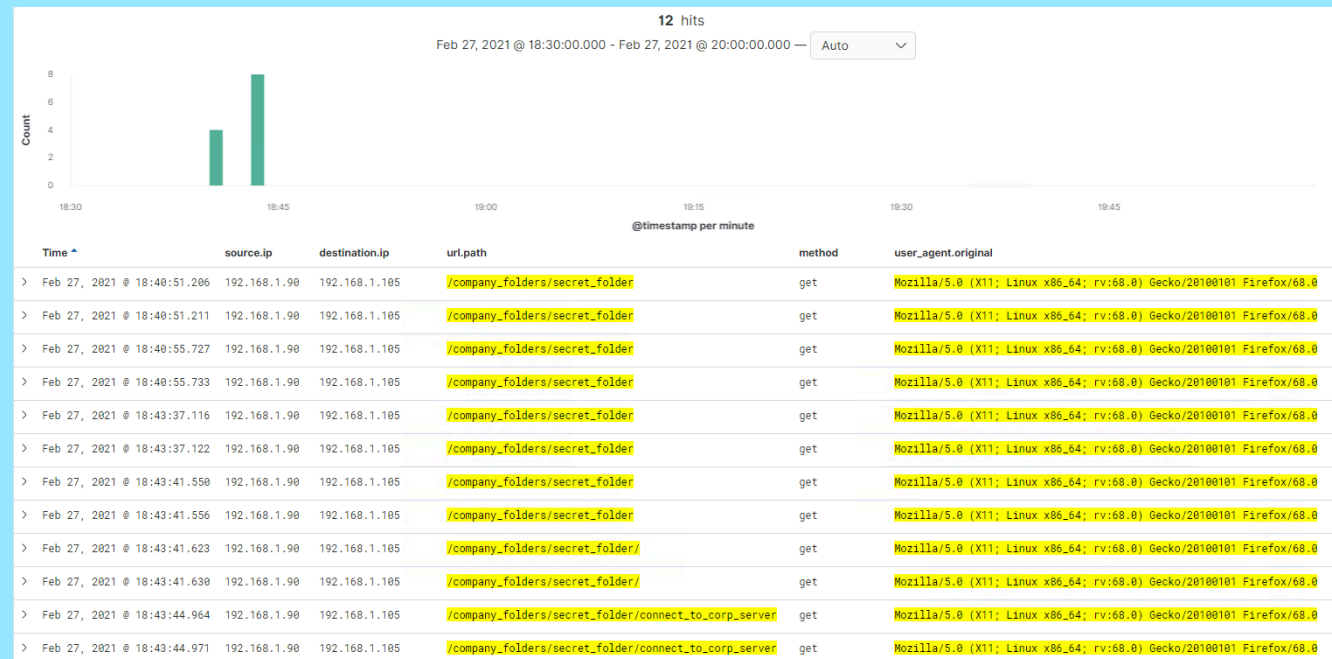 12 hits
Feb 27, 2021 @ 18:30:00.000 - Feb 27, 2021 @ 20:00:00.000 — Auto
8
6
4
2
0
Count
18:30 18:45 19:00 19:15 19:30 19:45
@timestamp per minute
Time source.ip destination.ip url.path method user_agent.original
Feb 27, 2021 @ 18:40:51.206 192.168.1.90 192.168.1.105 /company_folders/secret_folder get Mozilla/5.0 (X11; Linux x86_64; rv:68.0) Gecko/20100101 Firefox/68.0
Feb 27, 2021 @ 18:40:51.211 192.168.1.90 192.168.1.105 /company_folders/secret_folder get Mozilla/5.0 (X11; Linux x86_64; rv:68.0) Gecko/20100101 Firefox/68.0
Feb 27, 2021 @ 18:40:55.727 192.168.1.90 192.168.1.105 /company_folders/secret_folder get Mozilla/5.0 (X11; Linux x86_64; rv:68.0) Gecko/20100101 Firefox/68.0
Feb 27, 2021 @ 18:40:55.733 192.168.1.90 192.168.1.105 /company_folders/secret_folder get Mozilla/5.0 (X11; Linux x86_64; rv:68.0) Gecko/20100101 Firefox/68.0
Feb 27, 2021 @ 18:43:37.116 192.168.1.90 192.168.1.105 /company_folders/secret_folder get Mozilla/5.0 (X11; Linux x86_64; rv:68.0) Gecko/20100101 Firefox/68.0
Feb 27, 2021 @ 18:43:37.122 192.168.1.90 192.168.1.105 /company_folders/secret_folder get Mozilla/5.0 (X11; Linux x86_64; rv:68.0) Gecko/20100101 Firefox/68.0
Feb 27, 2021 @ 18:43:41.550 192.168.1.90 192.168.1.105 /company_folders/secret_folder get Mozilla/5.0 (X11; Linux x86_64; rv:68.0) Gecko/20100101 Firefox/68.0
Feb 27, 2021 @ 18:43:41.556 192.168.1.90 192.168.1.105 /company_folders/secret_folder get Mozilla/5.0 (X11; Linux x86_64; rv:68.0) Gecko/20100101 Firefox/68.0
Feb 27, 2021 @ 18:43:41.623 192.168.1.90 192.168.1.105 /company_folders/secret_folder/ get Mozilla/5.0 (X11; Linux x86_64; rv:68.0) Gecko/20100101 Firefox/68.0
Feb 27, 2021 @ 18:43:41.630 192.168.1.90 192.168.1.105 /company_folders/secret_folder/ get Mozilla/5.0 (X11; Linux x86_64; rv:68.0) Gecko/20100101 Firefox/68.0
Feb 27, 2021 @ 18:43:44.964 192.168.1.90 192.168.1.105 /company_folders/secret_folder/connect_to_corp_server get Mozilla/5.0 (X11; Linux x86_64; rv:68.0) Gecko/20100101 Firefox/68.0
Feb 27, 2021 @ 18:43:44.971 192.168.1.90 192.168.1.105 /company_folders/secret_folder/connect_to_corp_server get Mozilla/5.0 (X11; Linux x86_64; rv:68.0) Gecko/20100101 Firefox/68.0